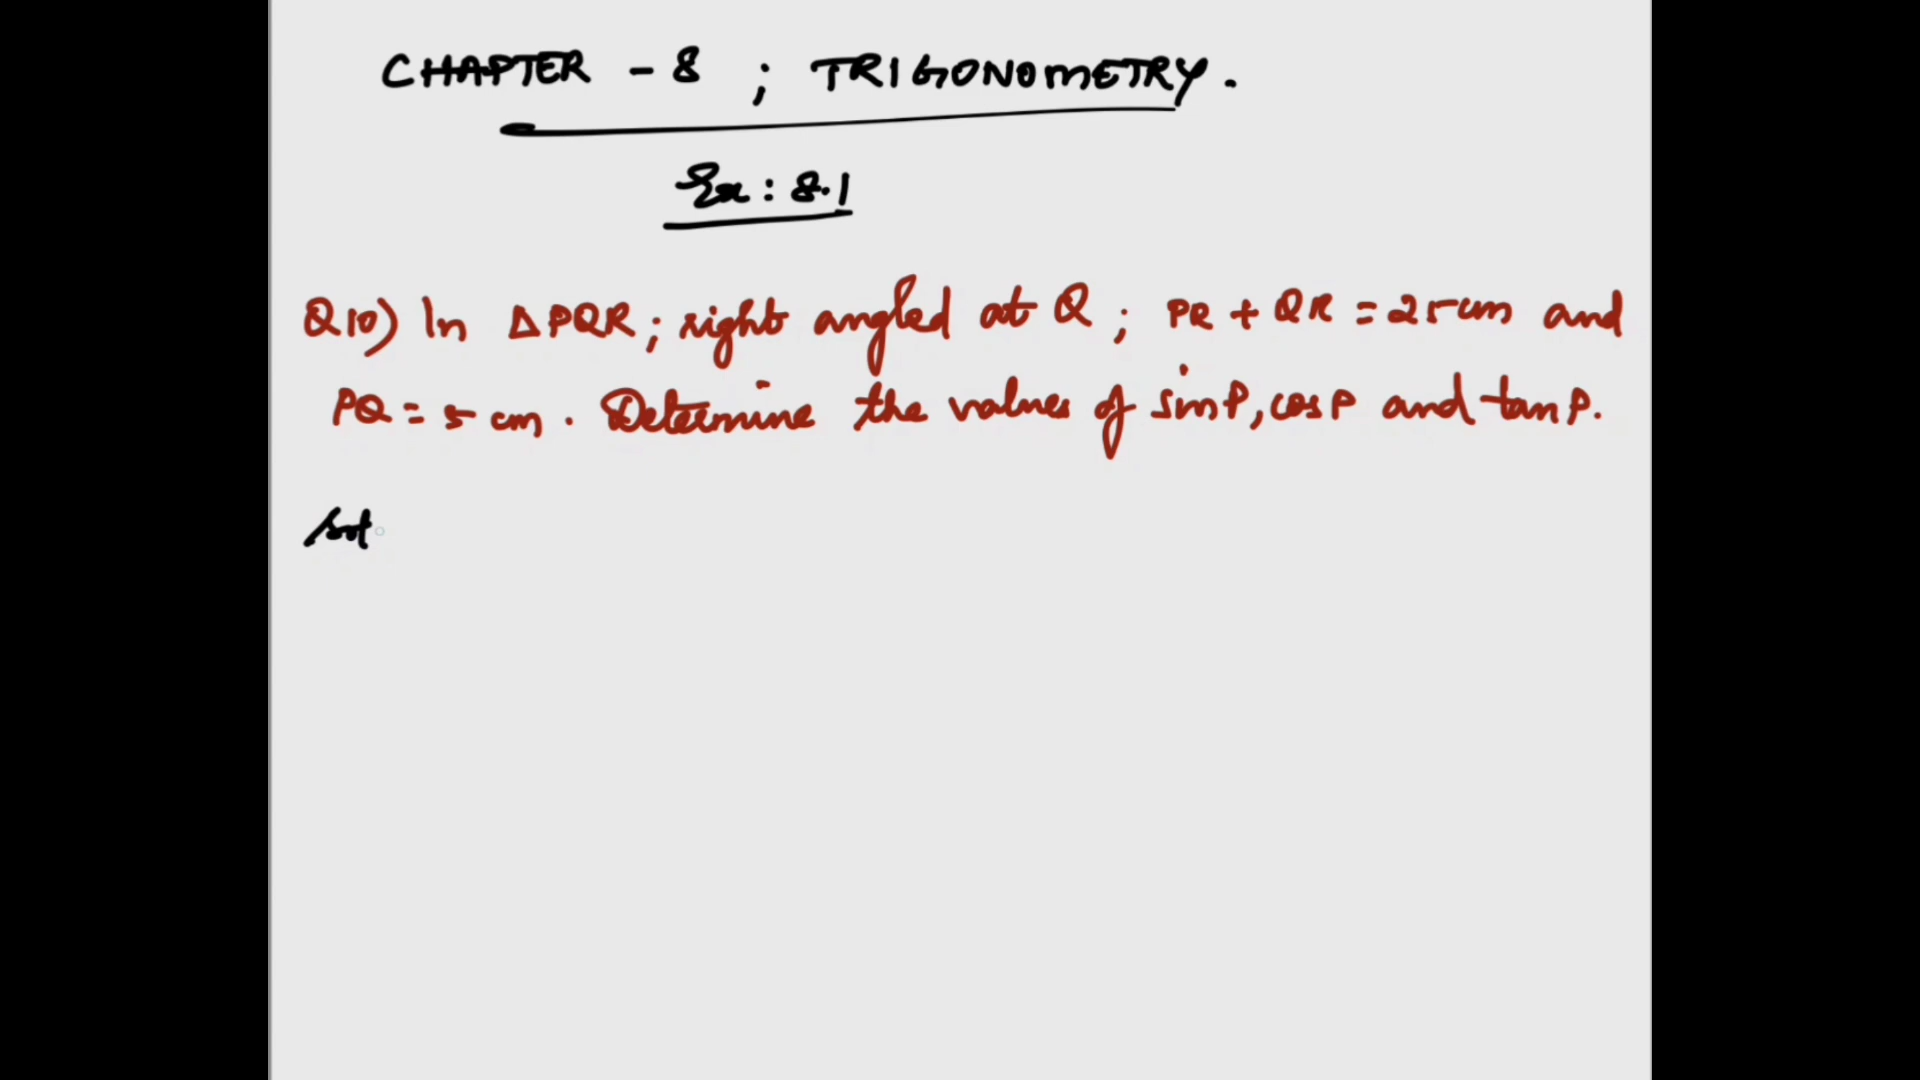 CHAPTER - 8 ; TRIGONOMETRY.
Ex : 8.1
Q10) In ΔPQR ; right angled at Q ; PR + QR = 25 cm and
PQ = 5 cm . Determine the values of sin P, cos P and tan P.
Sol